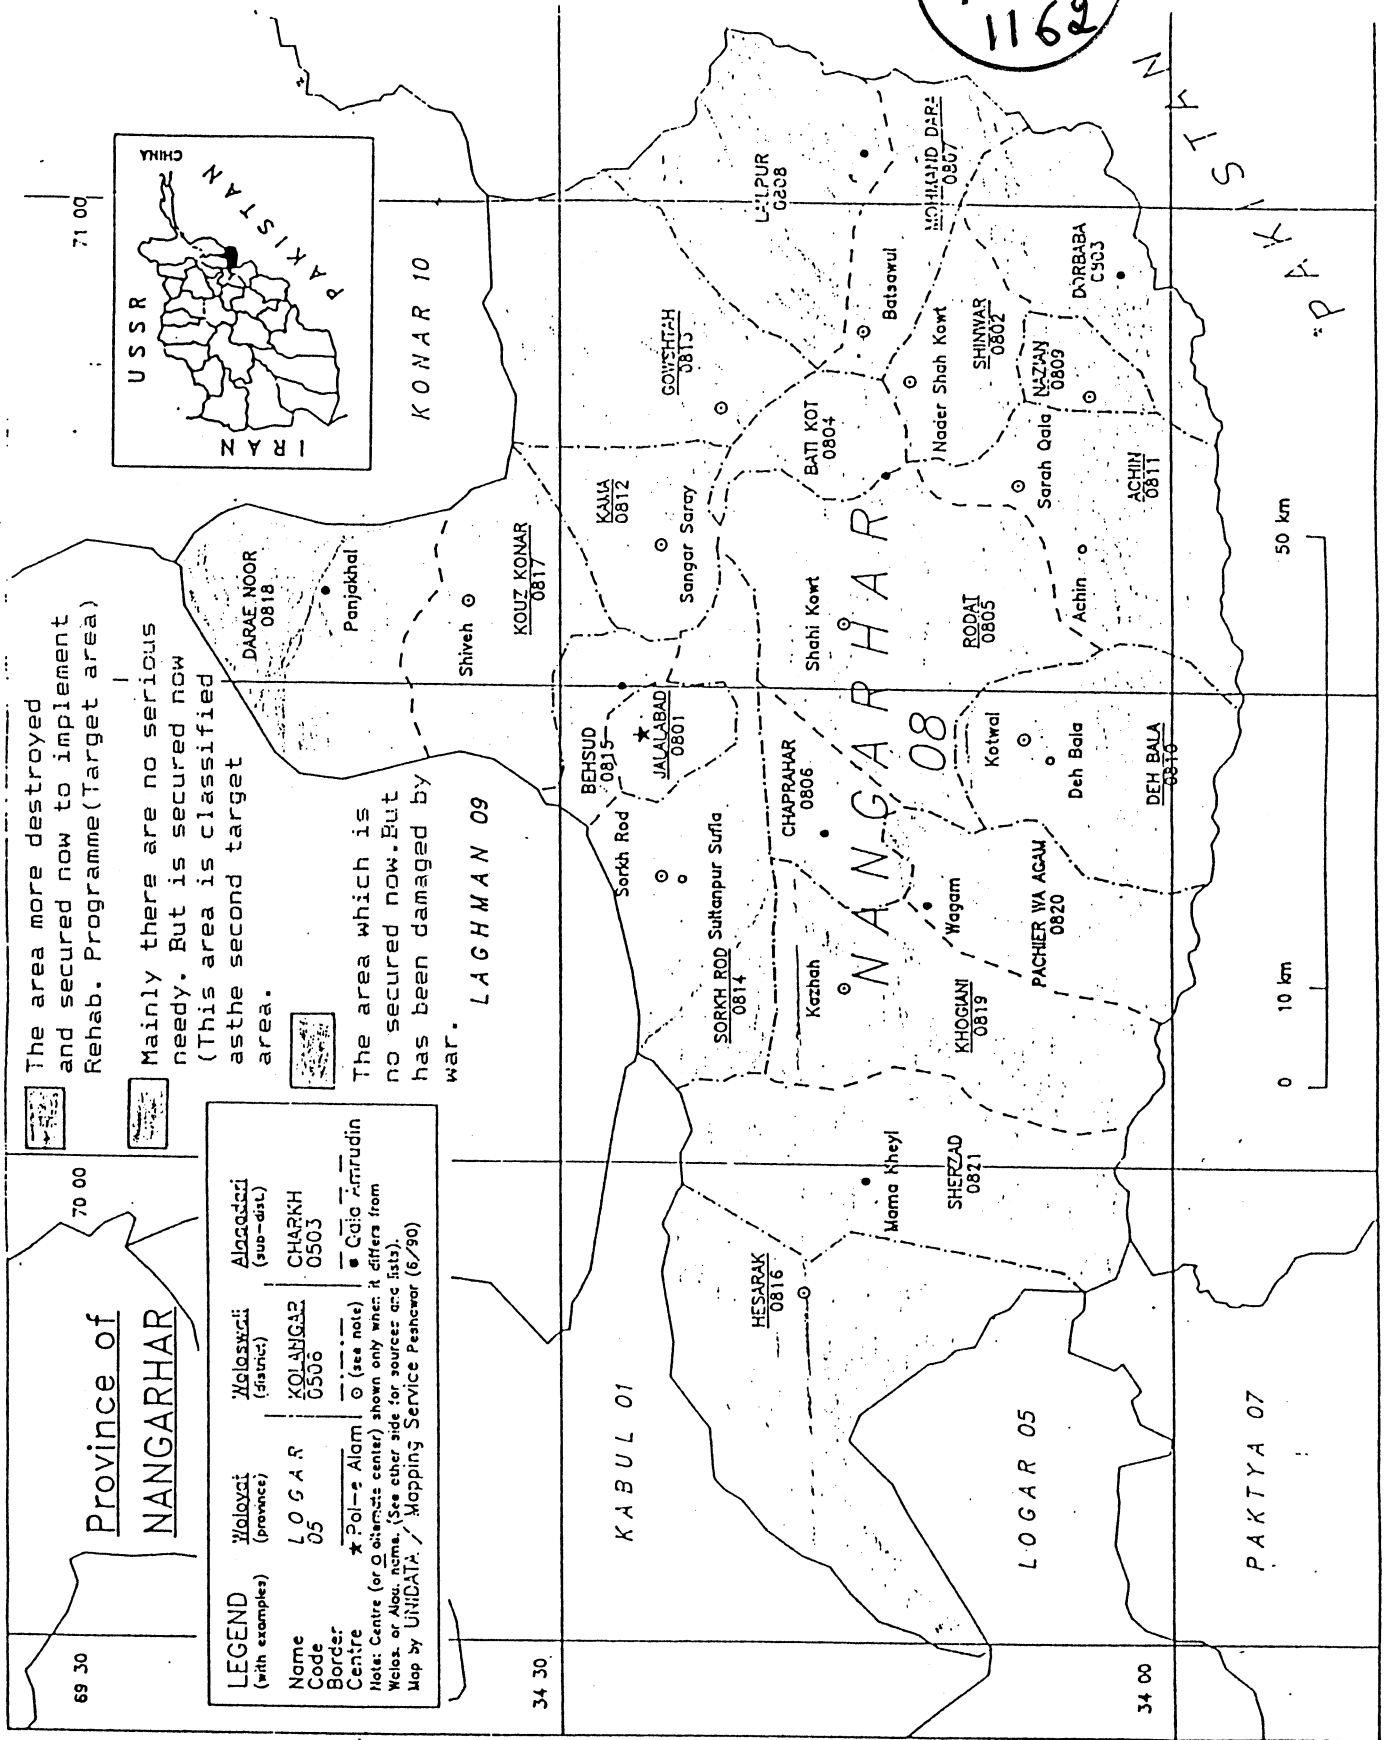 1162
Province of
NANGARHAR
The area more destroyed
and secured now to implement
Rehab. Programme(Target area)
Mainly there are no serious
needy. But is secured now
(This area is classified
asthe second target
area.
The area which is
no secured now.But
has been damaged by
war.
LEGEND
(with examples)
Waloyat
(province)
Woloswali
(district)
Alaqadari
(sub-dist.)
Name
LOGAR
KOLANGAR
CHARKH
Code
05
0506
0503
Border
Centre
★ Pol-e Alam
⊙ (see note)
• Qala Amrudin
Note: Centre (or o alternate center) shown only when it differs from
Welos. or Alau. name. (See other side for sources and lists).
Map by UNIDATA / Mapping Service Peshawar (6/90)
USSR
CHINA
PAKISTAN
IRAN
69 30
70 00
71 00
34 30
34 00
KONAR 10
LAGHMAN 09
KABUL 01
LOGAR 05
PAKTYA 07
PAKISTAN
NANGARHAR
08
DARAE NOOR
0818
Panjakhal
Shiveh
KOUZ KONAR
0817
KAMA
0812
Sangar Saray
GOWSHTAH
0813
LALPUR
0808
MOHMAND DARA
0807
Batsawul
BEHSUD
0815
JALALABAD
0801
Sorkh Rod
Sultanpur Sufla
SORKH ROD
0814
CHAPRAHAR
0806
Shahi Kowt
BATI KOT
0804
Nader Shah Kowt
SHINWAR
0802
NAZIAN
0809
DORBABA
0903
Sarah Qala
ACHIN
0811
Achin
RODAT
0805
Kotwal
Deh Bala
DEH BALA
0810
Kazhah
Wagam
KHOGIANI
0819
PACHIER WA AGAM
0820
Mama Kheyl
SHERZAD
0821
HESARAK
0816
0
10 km
50 km